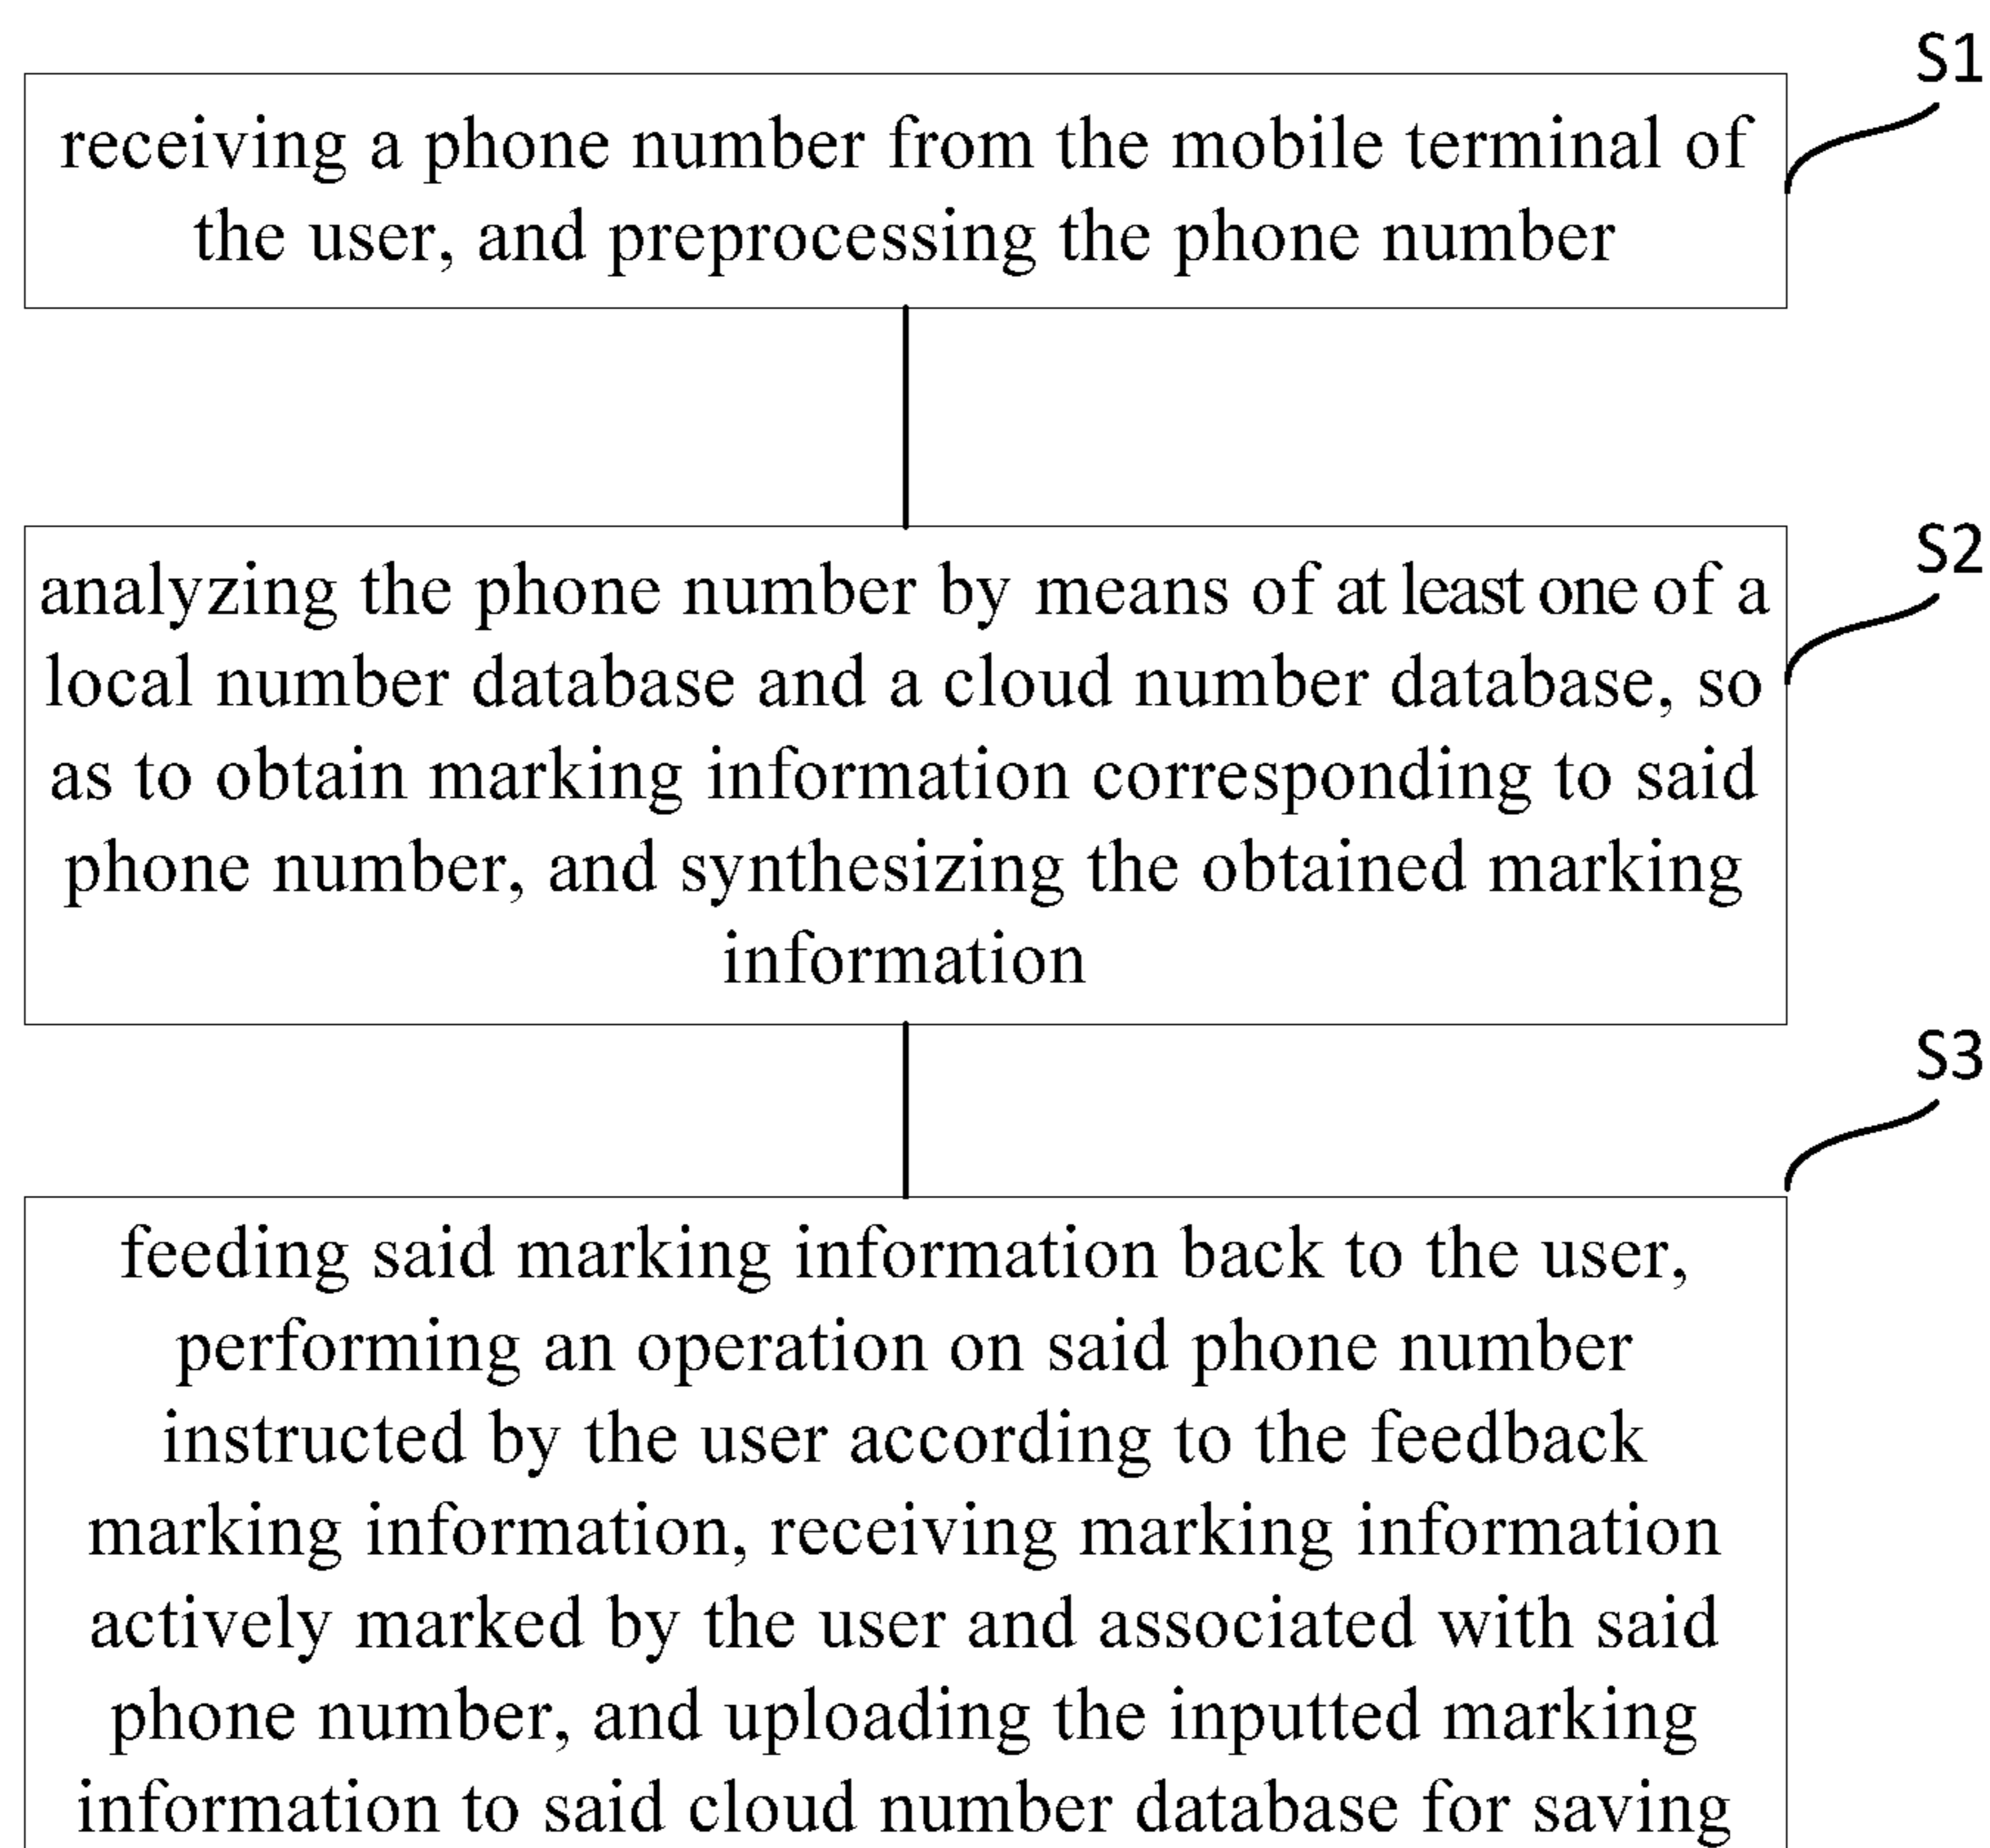 S1
receiving a phone number from the mobile terminal of
the user, and preprocessing the phone number
S2
analyzing the phone number by means of at least one of a
local number database and a cloud number database, so
as to obtain marking information corresponding to said
phone number, and synthesizing the obtained marking
information
S3
feeding said marking information back to the user,
performing an operation on said phone number
instructed by the user according to the feedback
marking information, receiving marking information
actively marked by the user and associated with said
phone number, and uploading the inputted marking
information to said cloud number database for saving